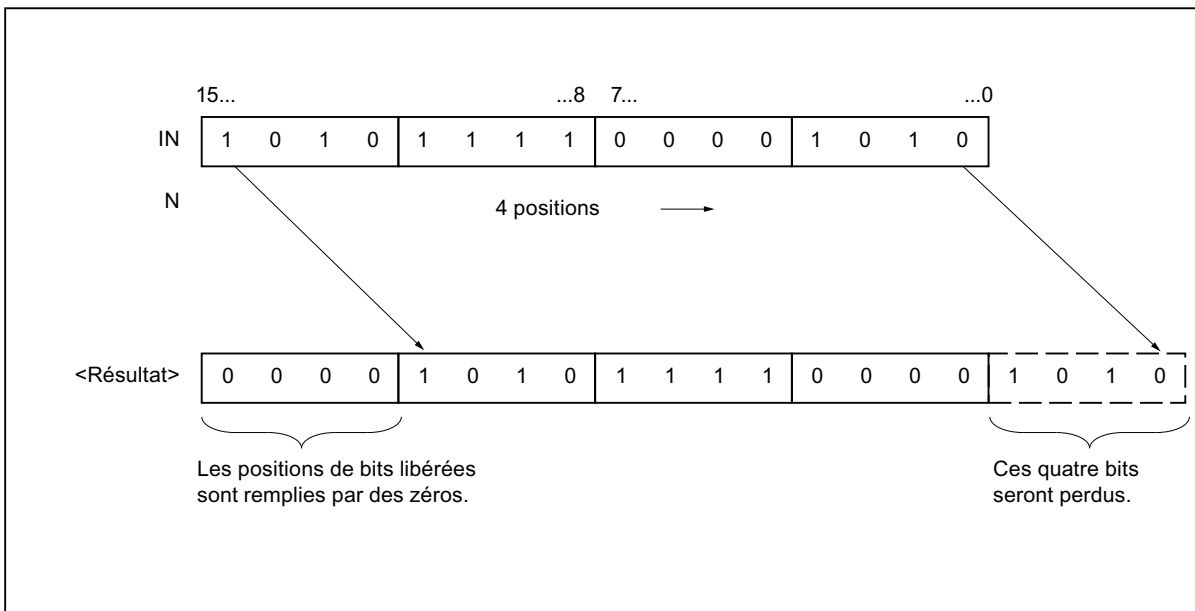 15... ...8 7... ...0
IN 1 0 1 0 1 1 1 1 0 0 0 0 1 0 1 0
N 4 positions
<Résultat> 0 0 0 0 1 0 1 0 1 1 1 1 0 0 0 0 1 0 1 0
Les positions de bits libérées
sont remplies par des zéros.
Ces quatre bits
seront perdus.